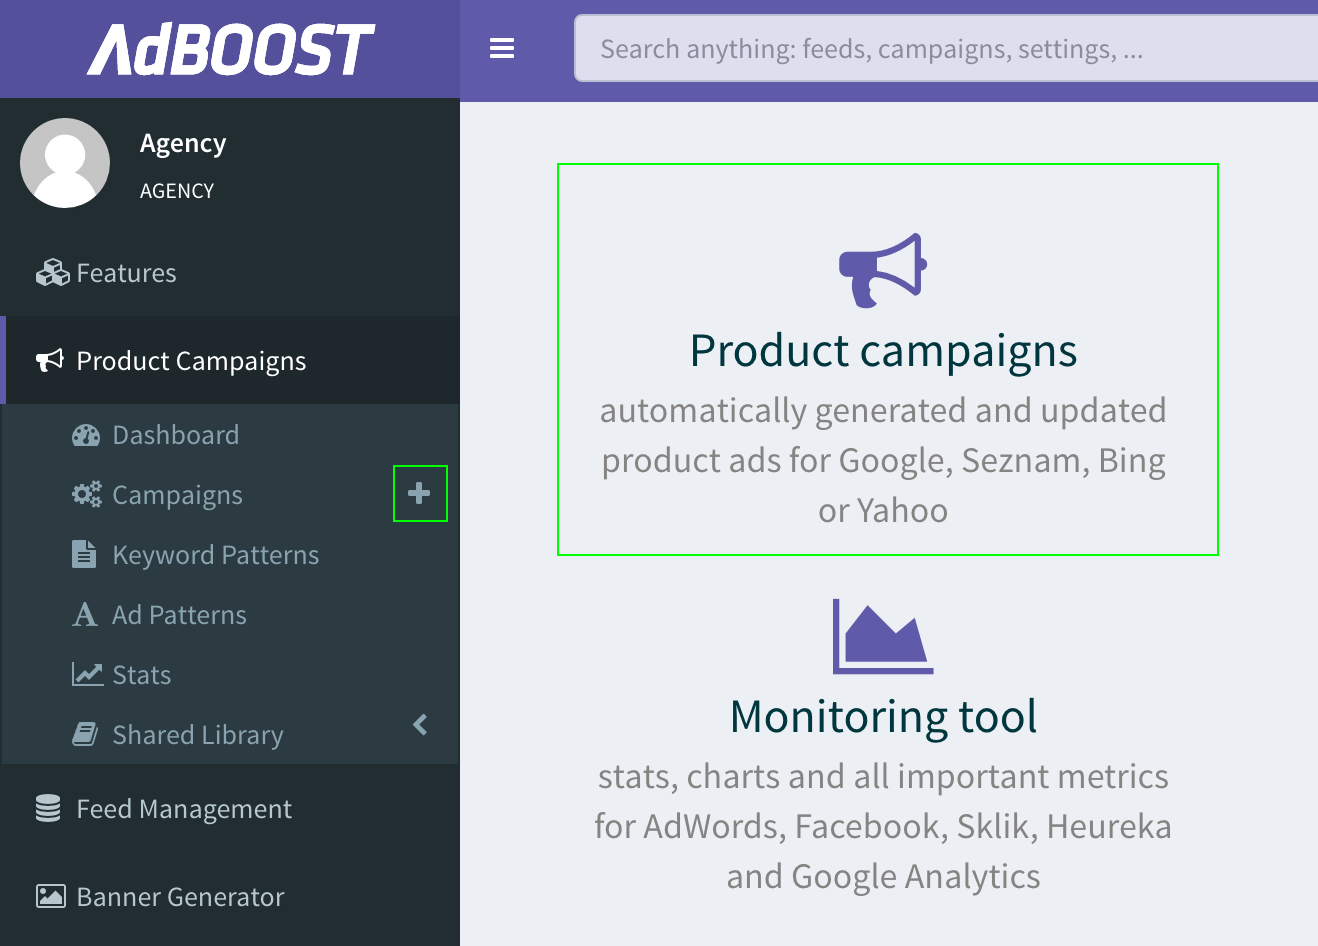 AdBOOST
Search anything: feeds, campaigns, settings, ...
Agency
AGENCY
Features
Product Campaigns
Dashboard
Campaigns
Keyword Patterns
Ad Patterns
Stats
Shared Library
Feed Management
Banner Generator
Product campaigns
automatically generated and updated
product ads for Google, Seznam, Bing
or Yahoo
Monitoring tool
stats, charts and all important metrics
for AdWords, Facebook, Sklik, Heureka
and Google Analytics